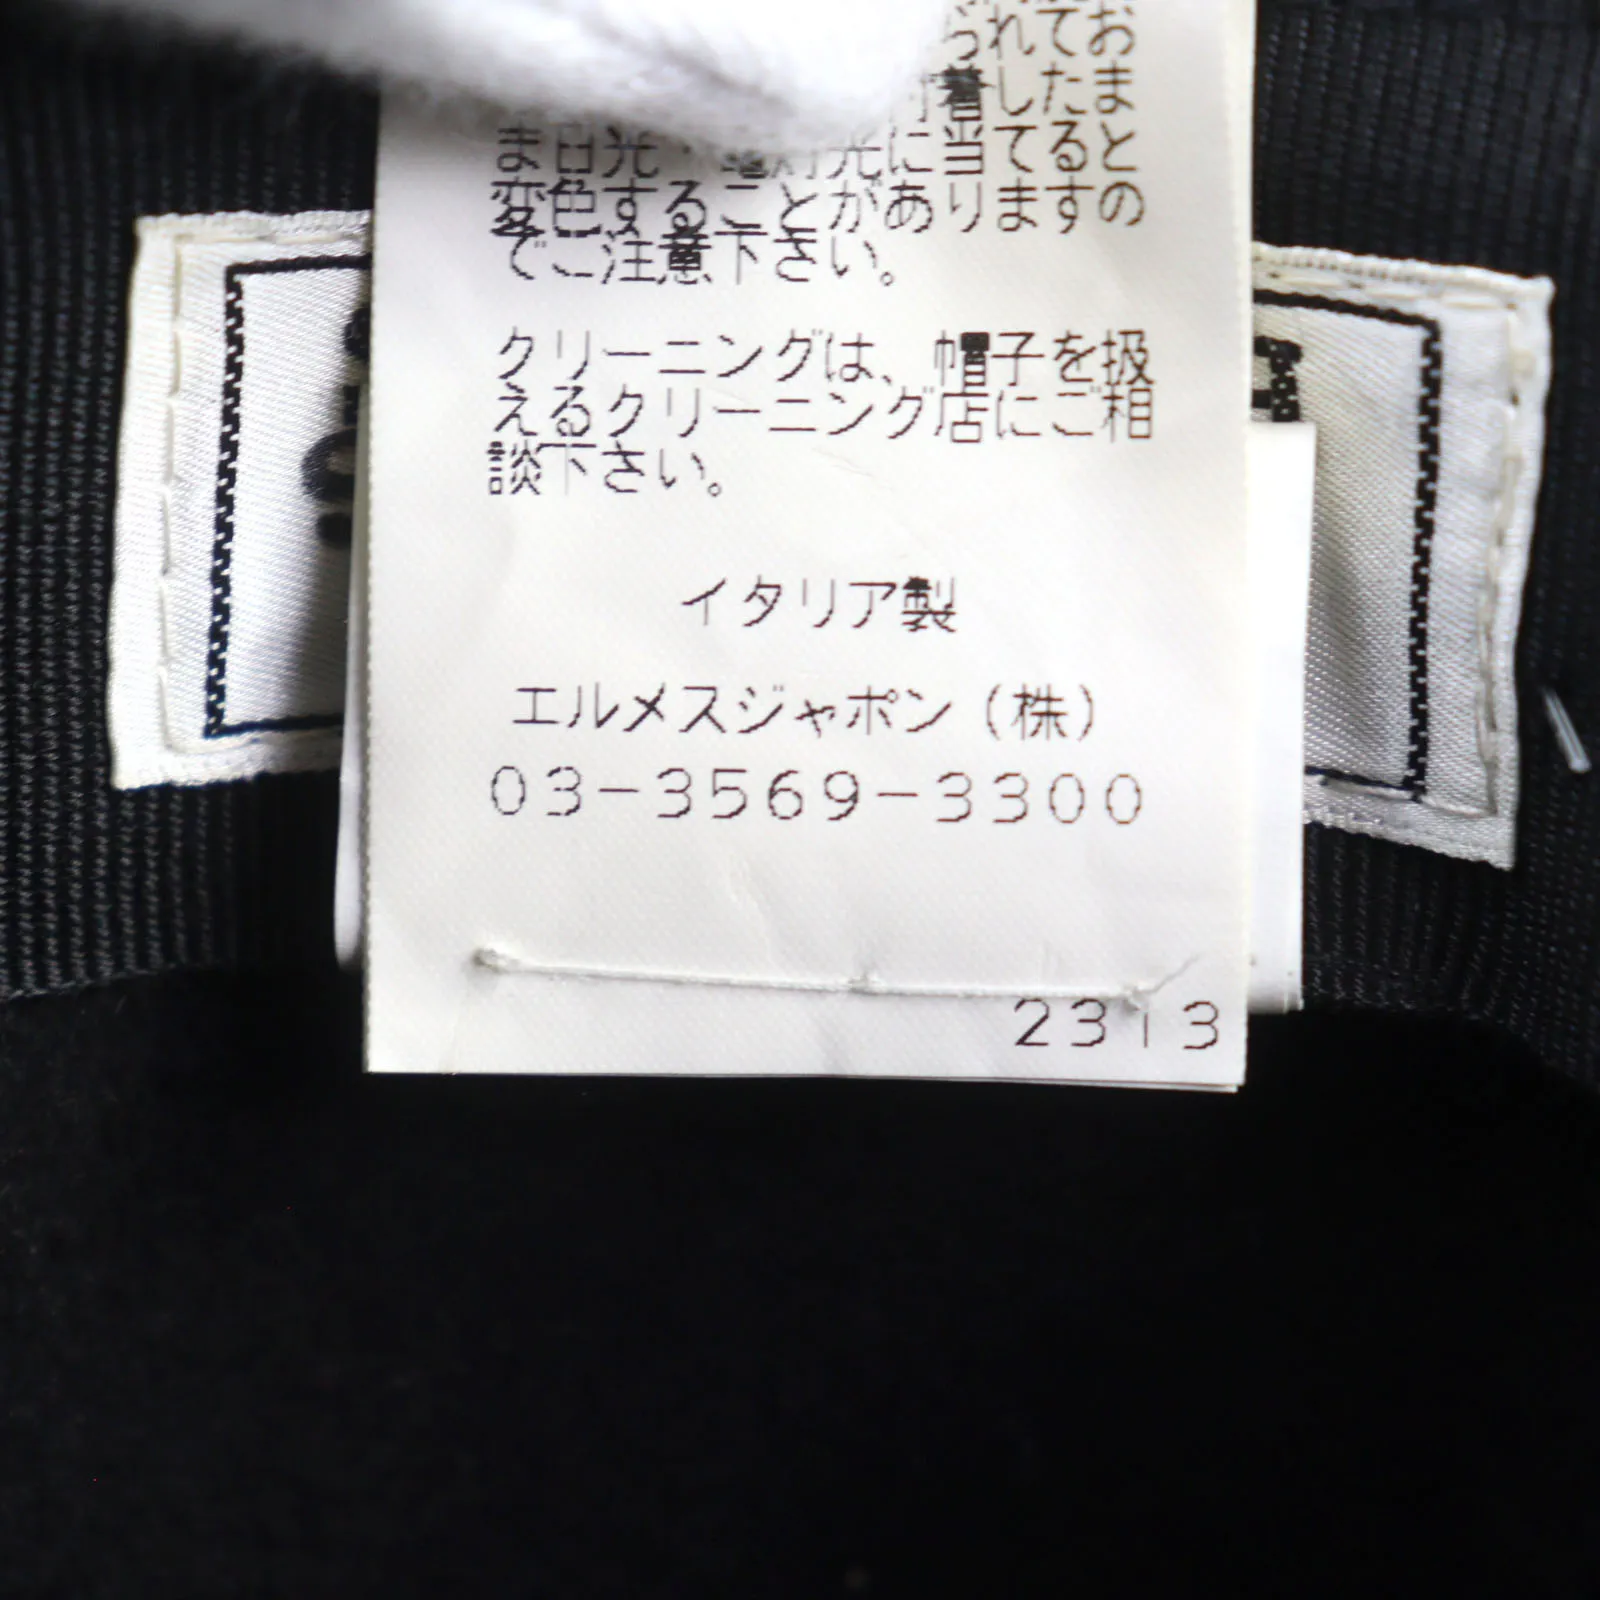 お
れてお
着したま
ま日光・電灯光に当てると
変色することがありますの
でご注意下さい。
クリーニングは、帽子を扱
えるクリーニング店にご相
談下さい。
イタリア製
エルメスジャポン（株）
03-3569-3300
2313